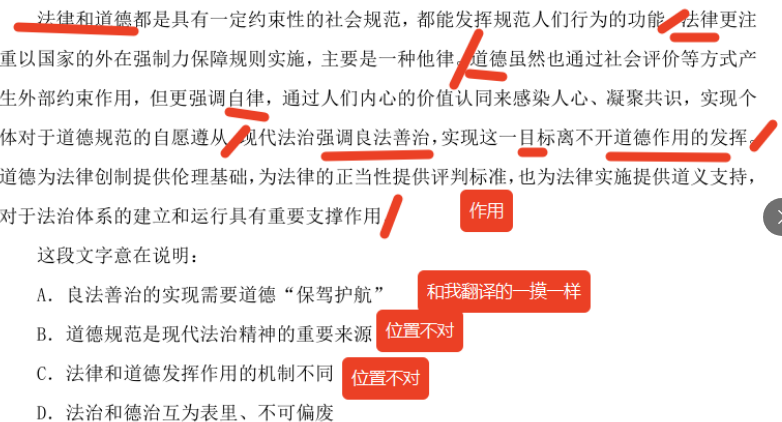 法律和道德都是具有一定约束性的社会规范，都能发挥规范人们行为的功能。法律更注
重以国家的外在强制力保障规则实施，主要是一种他律。道德虽然也通过社会评价等方式产
生外部约束作用，但更强调自律，通过人们内心的价值认同来感染人心、凝聚共识，实现个
体对于道德规范的自愿遵从。现代法治强调良法善治，实现这一目标离不开道德作用的发挥。
道德为法律创制提供伦理基础，为法律的正当性提供评判标准，也为法律实施提供道义支持，
对于法治体系的建立和运行具有重要支撑作用
作用
这段文字意在说明：
A．良法善治的实现需要道德“保驾护航” 和我翻译的一摸一样
B．道德规范是现代法治精神的重要来源 位置不对
C．法律和道德发挥作用的机制不同 位置不对
D．法治和德治互为表里、不可偏废